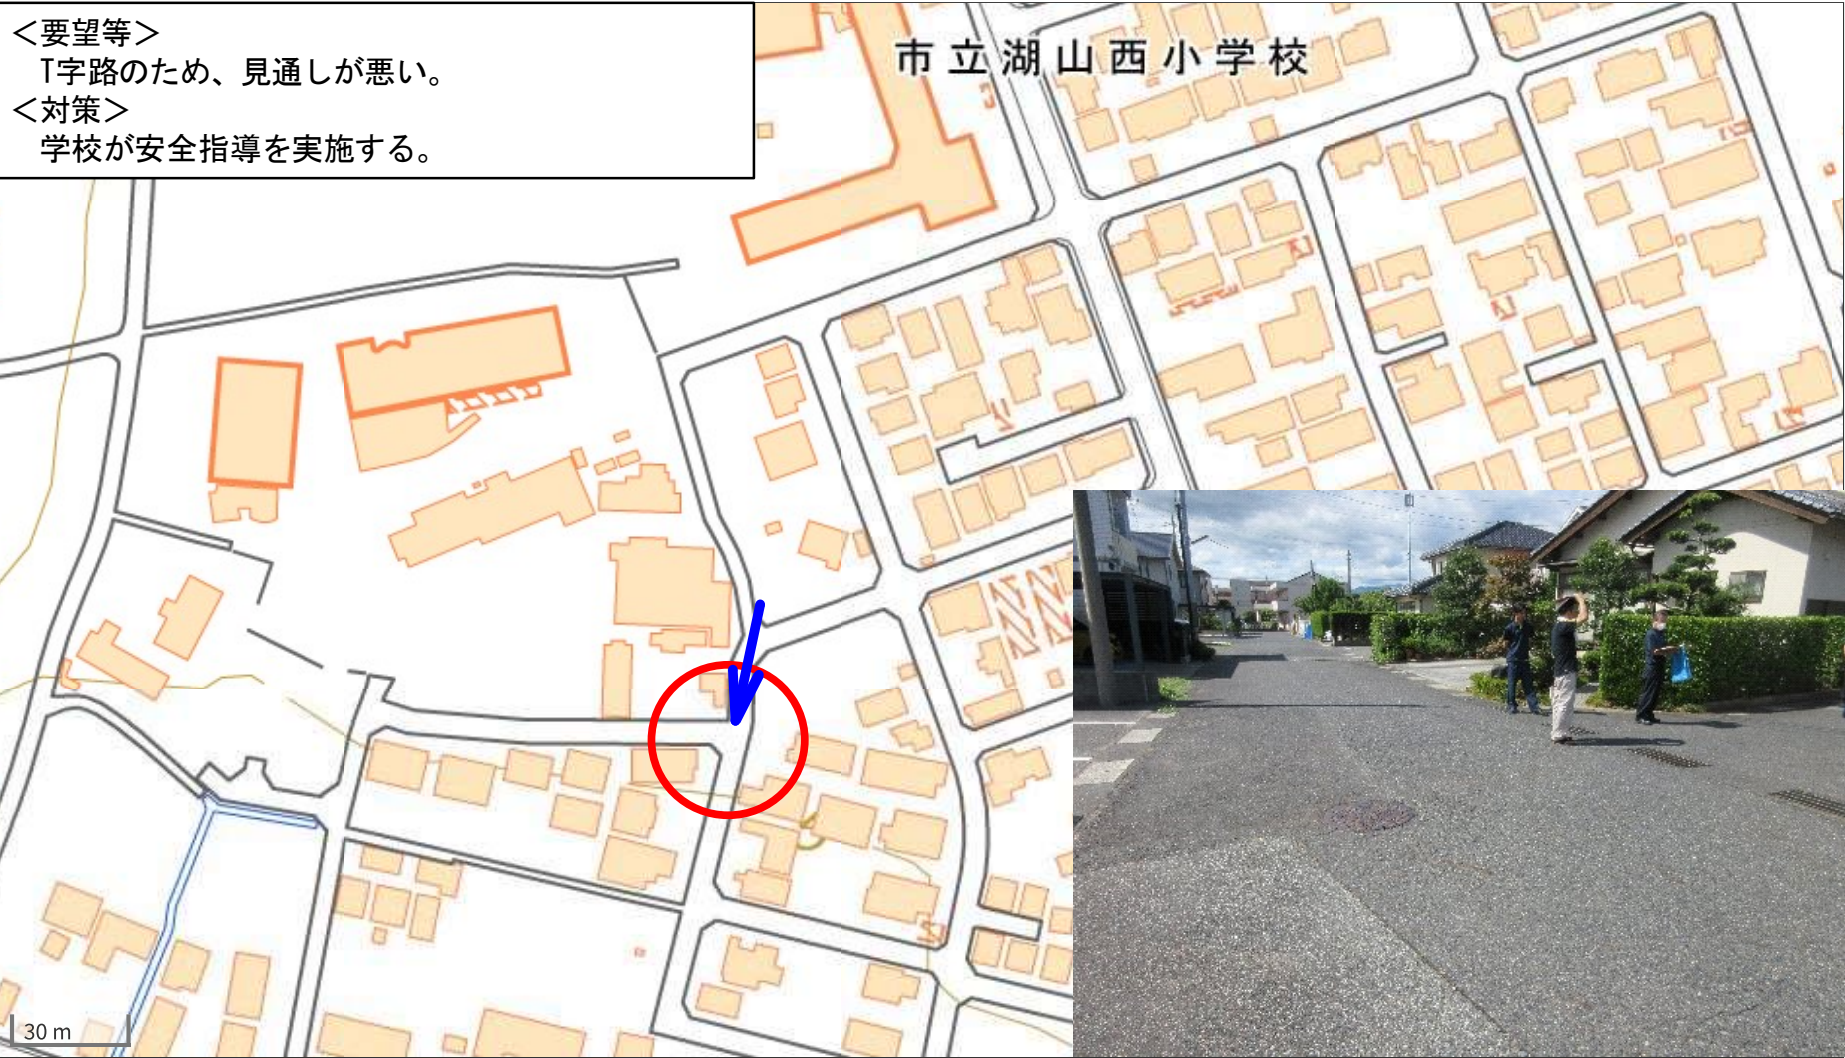 ＜要望等＞
T字路のため、見通しが悪い。
＜対策＞
学校が安全指導を実施する。
市立湖山西小学校
30 m